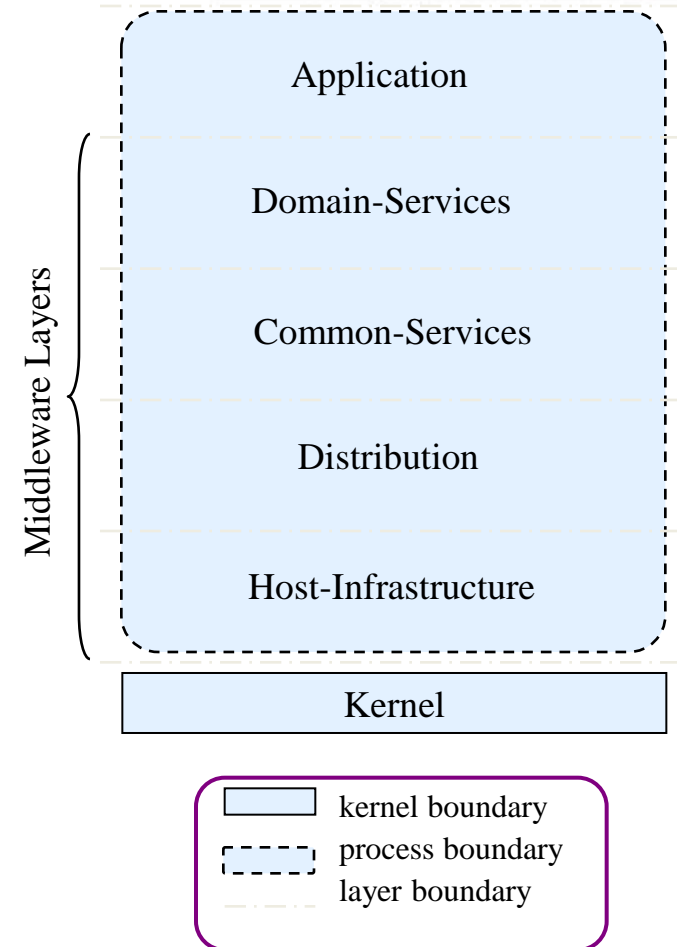 Application
Domain-Services
Common-Services
Distribution
Host-Infrastructure
Middleware Layers
Kernel
kernel boundary
process boundary
layer boundary